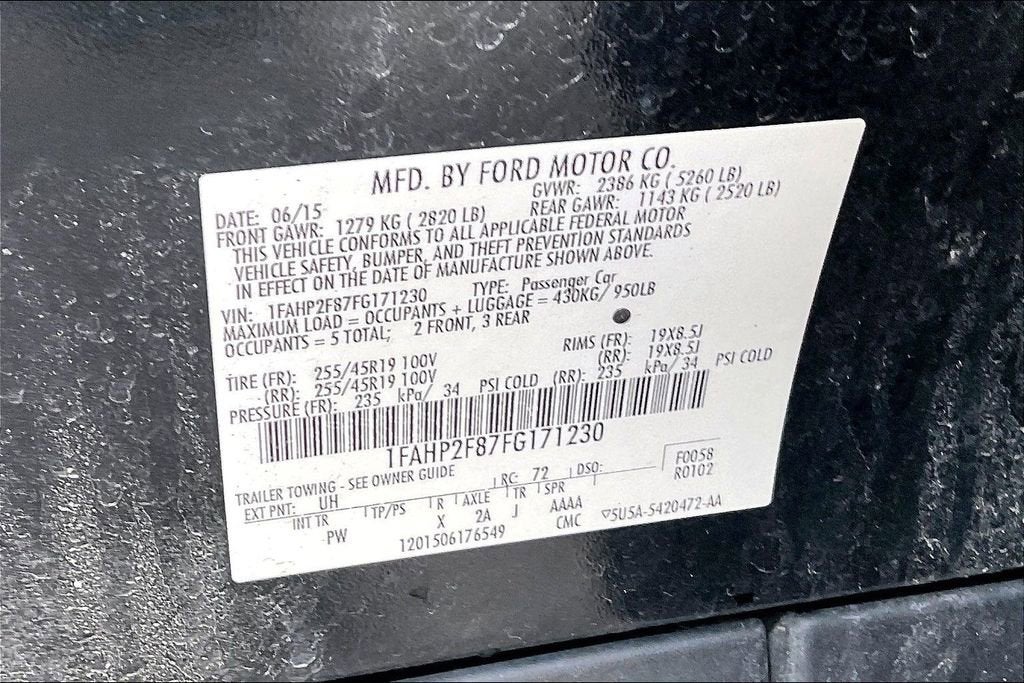 MFD. BY FORD MOTOR CO.
DATE: 06/15 GVWR: 2386 KG ( 5260 LB)
FRONT GAWR: 1279 KG ( 2820 LB) REAR GAWR: 1143 KG ( 2520 LB)
THIS VEHICLE CONFORMS TO ALL APPLICABLE FEDERAL MOTOR
VEHICLE SAFETY, BUMPER, AND THEFT PREVENTION STANDARDS
IN EFFECT ON THE DATE OF MANUFACTURE SHOWN ABOVE.
VIN: 1FAHP2F87FG171230 TYPE: Passenger Car
MAXIMUM LOAD = OCCUPANTS + LUGGAGE = 430KG/ 950LB
OCCUPANTS = 5 TOTAL; 2 FRONT, 3 REAR
TIRE (FR): 255/45R19 100V RIMS (FR): 19X8.5J
(RR): 255/45R19 100V (RR): 19X8.5J
PRESSURE (FR): 235 kPa/ 34 PSI COLD (RR): 235 kPa/ 34 PSI COLD
1FAHP2F87FG171230
TRAILER TOWING - SEE OWNER GUIDE F0058
EXT PNT: UH RC: 72 DSO: R0102
INT TR TP/PS R AXLE TR SPR
PW X 2A J AAAA
1201506176549 CMC ▽5U5A-5420472-AA